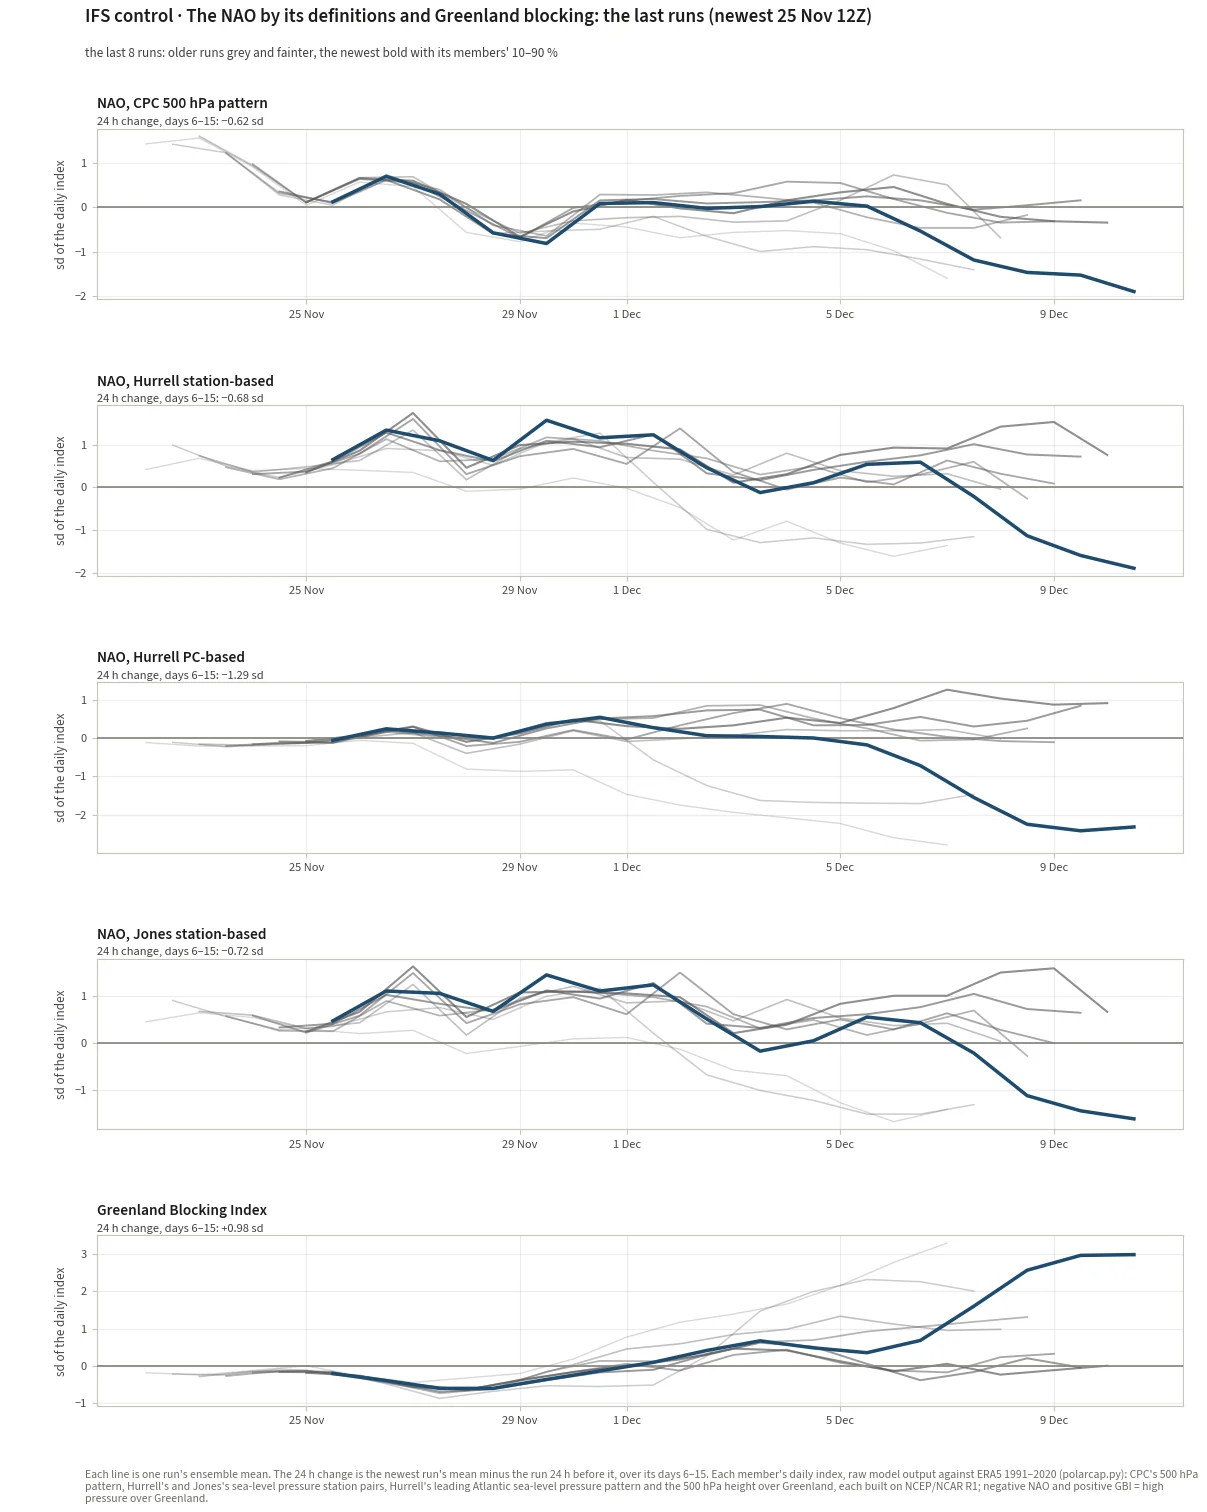 IFS control · The NAO by its definitions and Greenland blocking: the last runs (newest 25 Nov 12Z)
the last 8 runs: older runs grey and fainter, the newest bold with its members' 10–90 %
NAO, CPC 500 hPa pattern
24 h change, days 6–15: −0.62 sd
sd of the daily index
1
0
−1
−2
25 Nov
29 Nov
1 Dec
5 Dec
9 Dec
NAO, Hurrell station-based
24 h change, days 6–15: −0.68 sd
sd of the daily index
1
0
−1
−2
25 Nov
29 Nov
1 Dec
5 Dec
9 Dec
NAO, Hurrell PC-based
24 h change, days 6–15: −1.29 sd
sd of the daily index
1
0
−1
−2
25 Nov
29 Nov
1 Dec
5 Dec
9 Dec
NAO, Jones station-based
24 h change, days 6–15: −0.72 sd
sd of the daily index
1
0
−1
25 Nov
29 Nov
1 Dec
5 Dec
9 Dec
Greenland Blocking Index
24 h change, days 6–15: +0.98 sd
sd of the daily index
3
2
1
0
−1
25 Nov
29 Nov
1 Dec
5 Dec
9 Dec
Each line is one run's ensemble mean. The 24 h change is the newest run's mean minus the run 24 h before it, over its days 6–15. Each member's daily index, raw model output against ERA5 1991–2020 (polarcap.py): CPC's 500 hPa
pattern, Hurrell's and Jones's sea-level pressure station pairs, Hurrell's leading Atlantic sea-level pressure pattern and the 500 hPa height over Greenland, each built on NCEP/NCAR R1; negative NAO and positive GBI = high
pressure over Greenland.